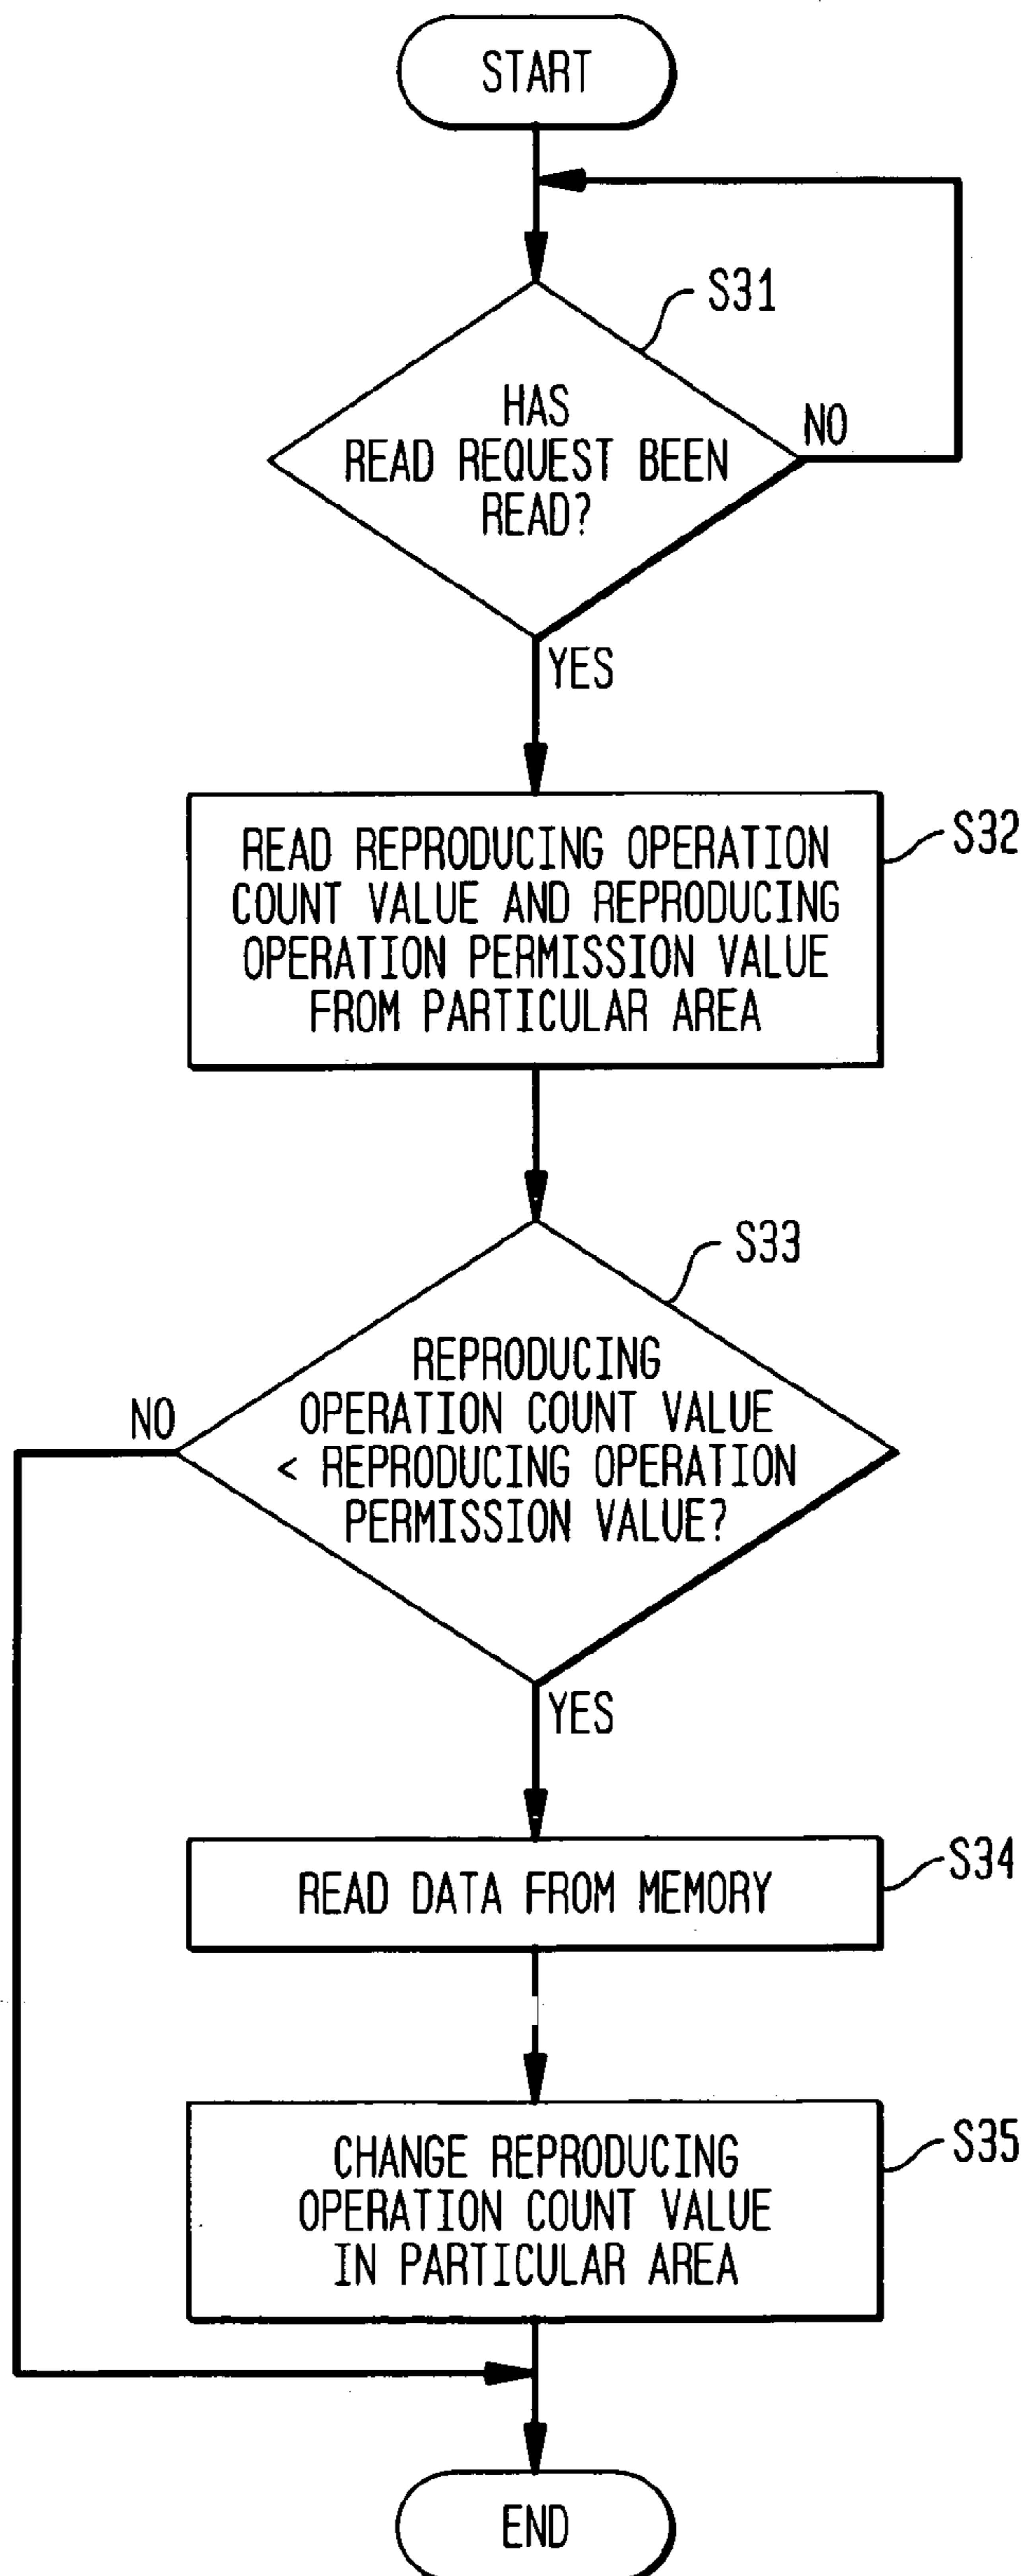 START
S31
HAS
READ REQUEST BEEN
READ?
NO
YES
S32
READ REPRODUCING OPERATION
COUNT VALUE AND REPRODUCING
OPERATION PERMISSION VALUE
FROM PARTICULAR AREA
S33
REPRODUCING
OPERATION COUNT VALUE
< REPRODUCING OPERATION
PERMISSION VALUE?
NO
YES
S34
READ DATA FROM MEMORY
S35
CHANGE REPRODUCING
OPERATION COUNT VALUE
IN PARTICULAR AREA
END